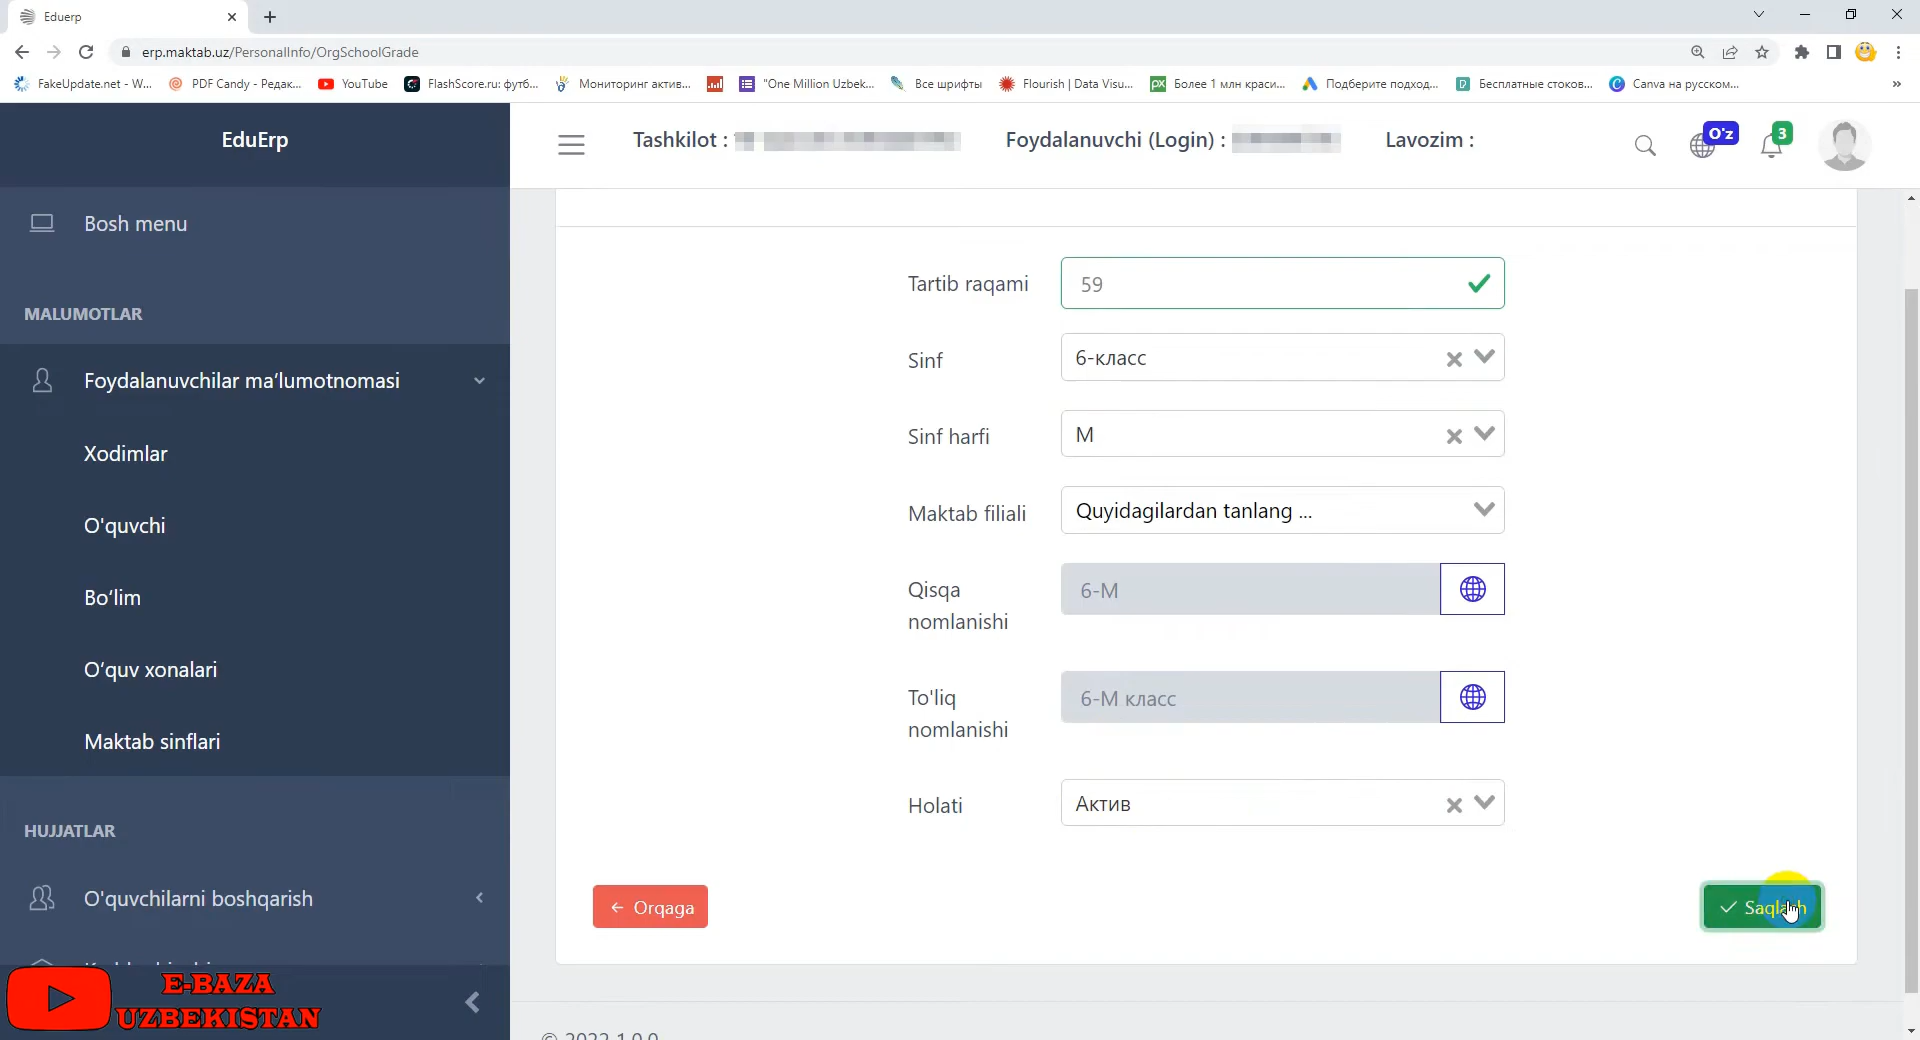 Eduerp
erp.maktab.uz/PersonalInfo/OrgSchoolGrade
FakeUpdate.net - W...
PDF Candy - Редак...
YouTube
FlashScore.ru: футб...
Мониторинг актив...
"One Million Uzbek...
Все шрифты
Flourish | Data Visu...
Более 1 млн краси...
Подберите подход...
Бесплатные стоков...
Canva на русском...
»
EduErp
Tashkilot :
Foydalanuvchi (Login) :
Lavozim :
O'z
3
Bosh menu
MALUMOTLAR
Foydalanuvchilar ma’lumotnomasi
Xodimlar
O'quvchi
Bo‘lim
O‘quv xonalari
Maktab sinflari
HUJJATLAR
O'quvchilarni boshqarish
E-BAZA
UZBEKISTAN
Tartib raqami
59
Sinf
6-класс
Sinf harfi
M
Maktab filiali
Quyidagilardan tanlang ...
Qisqa
nomlanishi
6-M
To'liq
nomlanishi
6-M класс
Holati
Актив
Orqaga
Saqlash